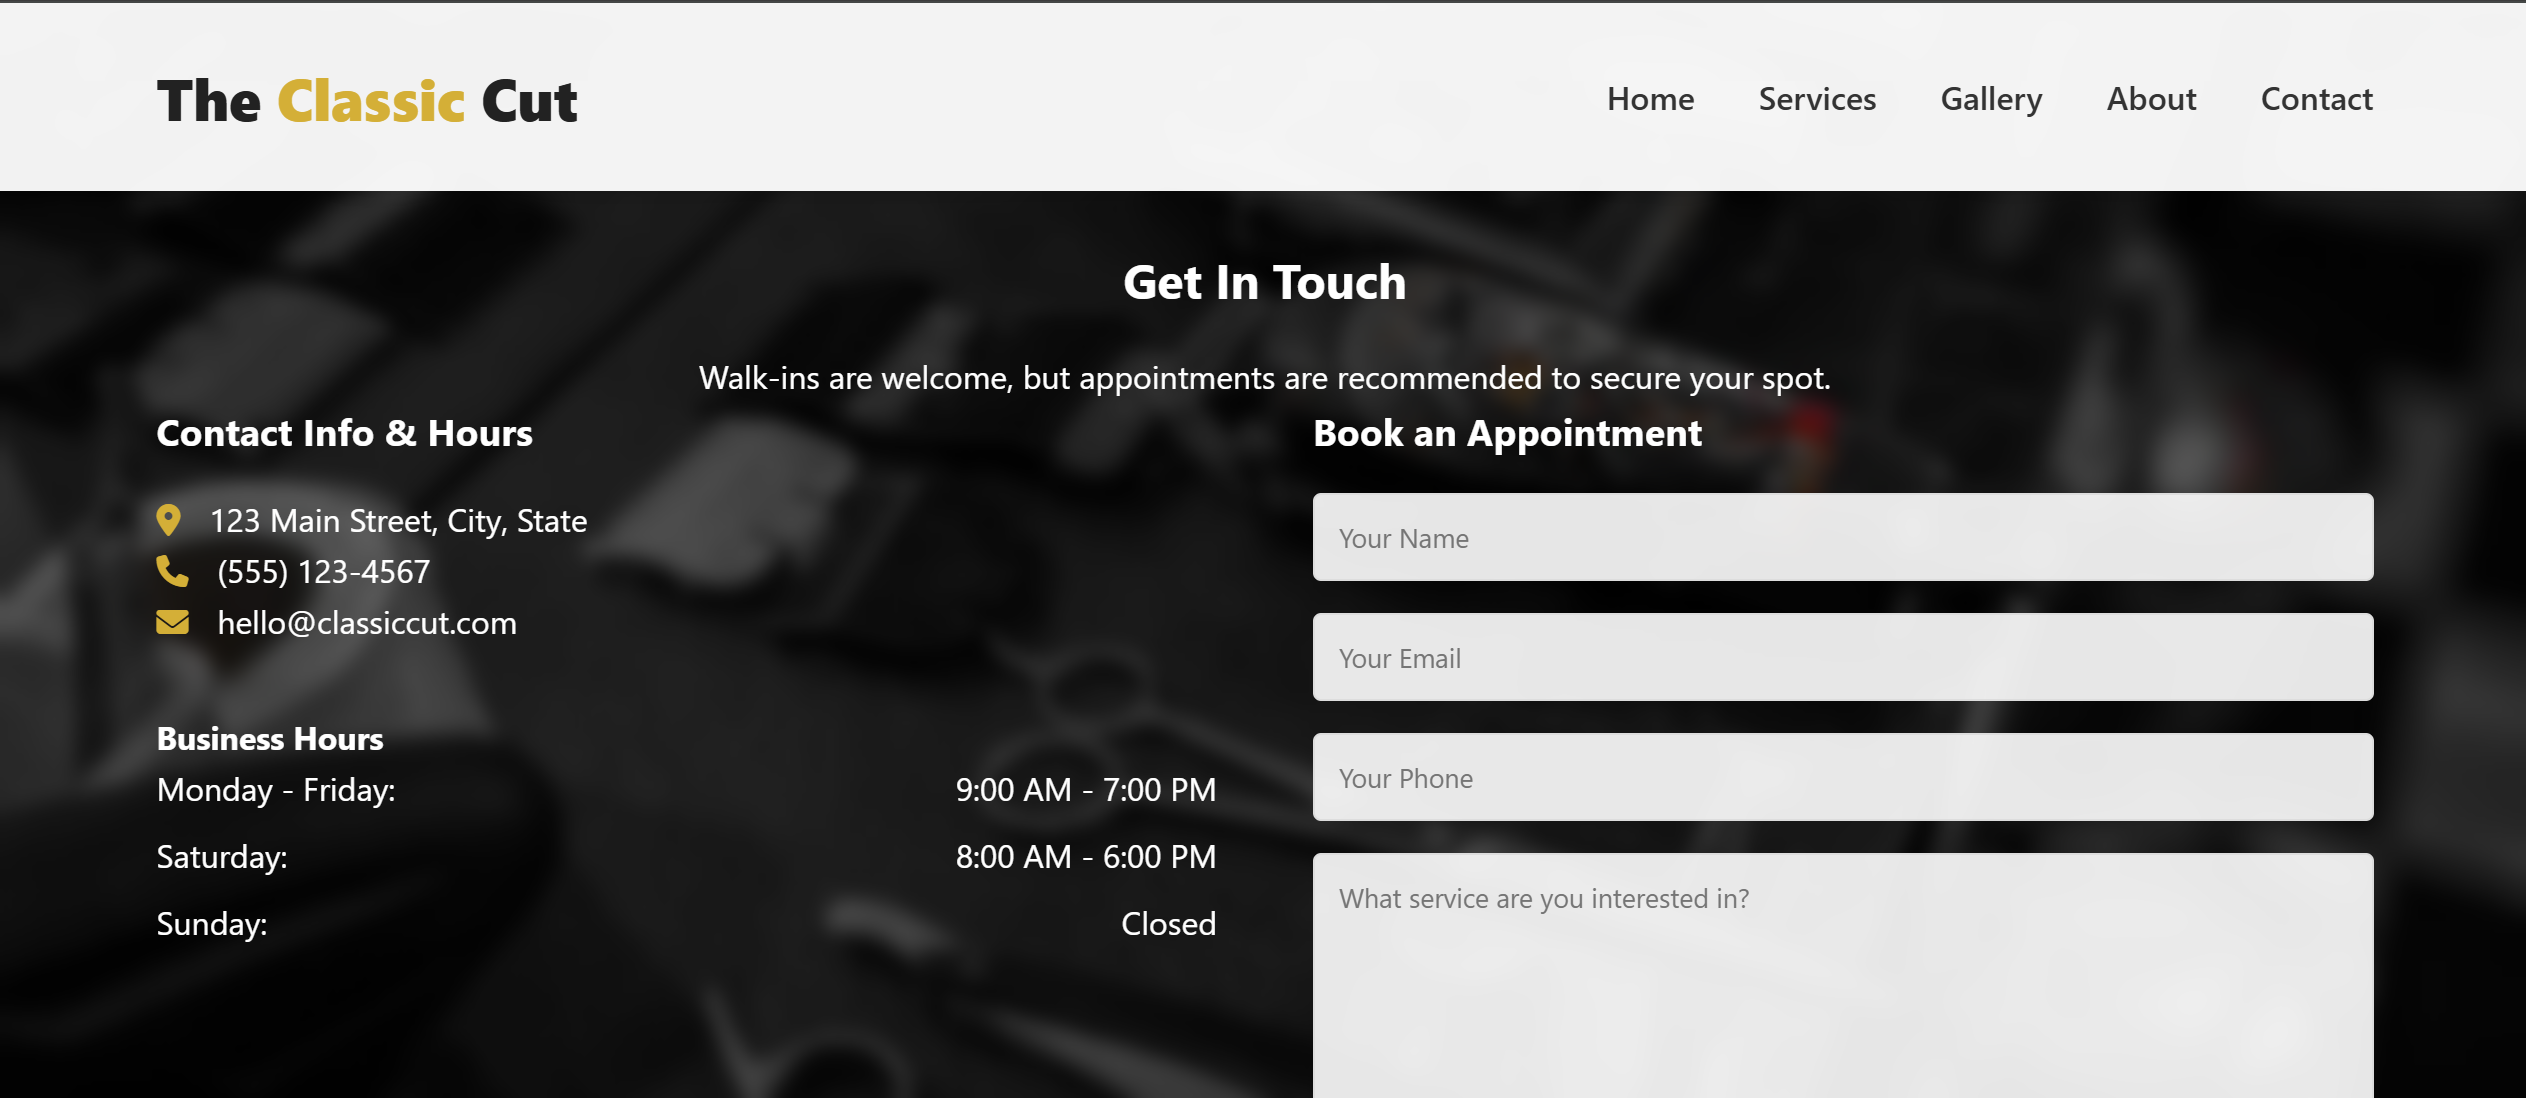 The Classic Cut
Home Services Gallery About Contact
Get In Touch
Walk-ins are welcome, but appointments are recommended to secure your spot.
Contact Info & Hours
123 Main Street, City, State
(555) 123-4567
hello@classiccut.com
Business Hours
Monday - Friday: 9:00 AM - 7:00 PM
Saturday: 8:00 AM - 6:00 PM
Sunday: Closed
Book an Appointment
Your Name
Your Email
Your Phone
What service are you interested in?